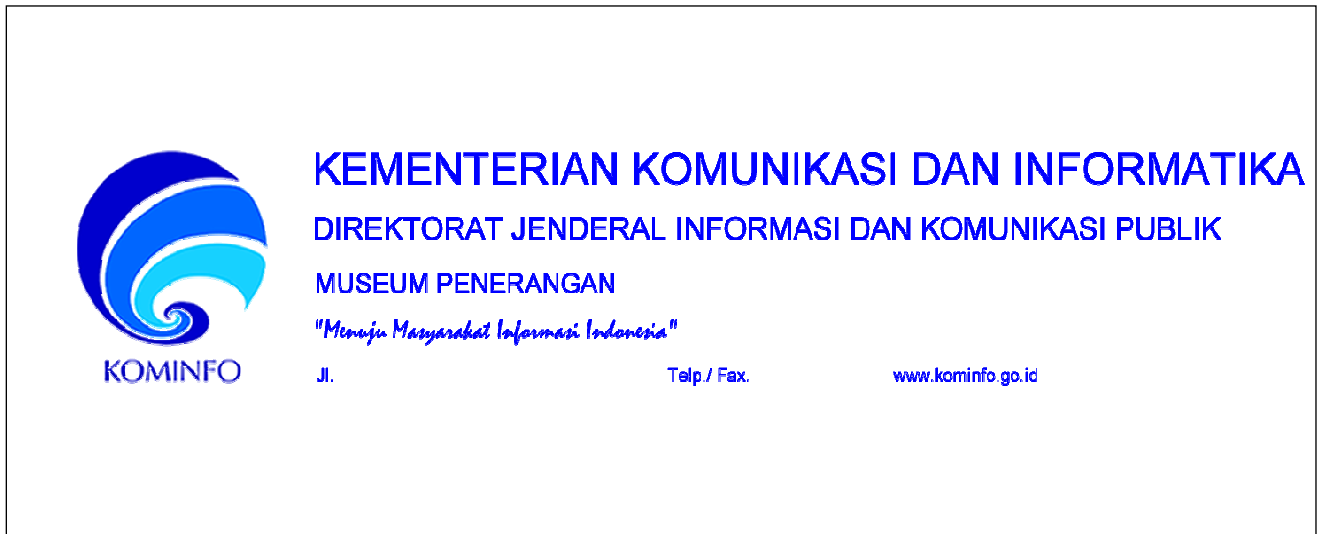 KEMENTERIAN KOMUNIKASI DAN INFORMATIKA
DIREKTORAT JENDERAL INFORMASI DAN KOMUNIKASI PUBLIK
MUSEUM PENERANGAN
"Menuju Masyarakat Informasi Indonesia"
KOMINFO
Jl. Telp./ Fax. www.kominfo.go.id